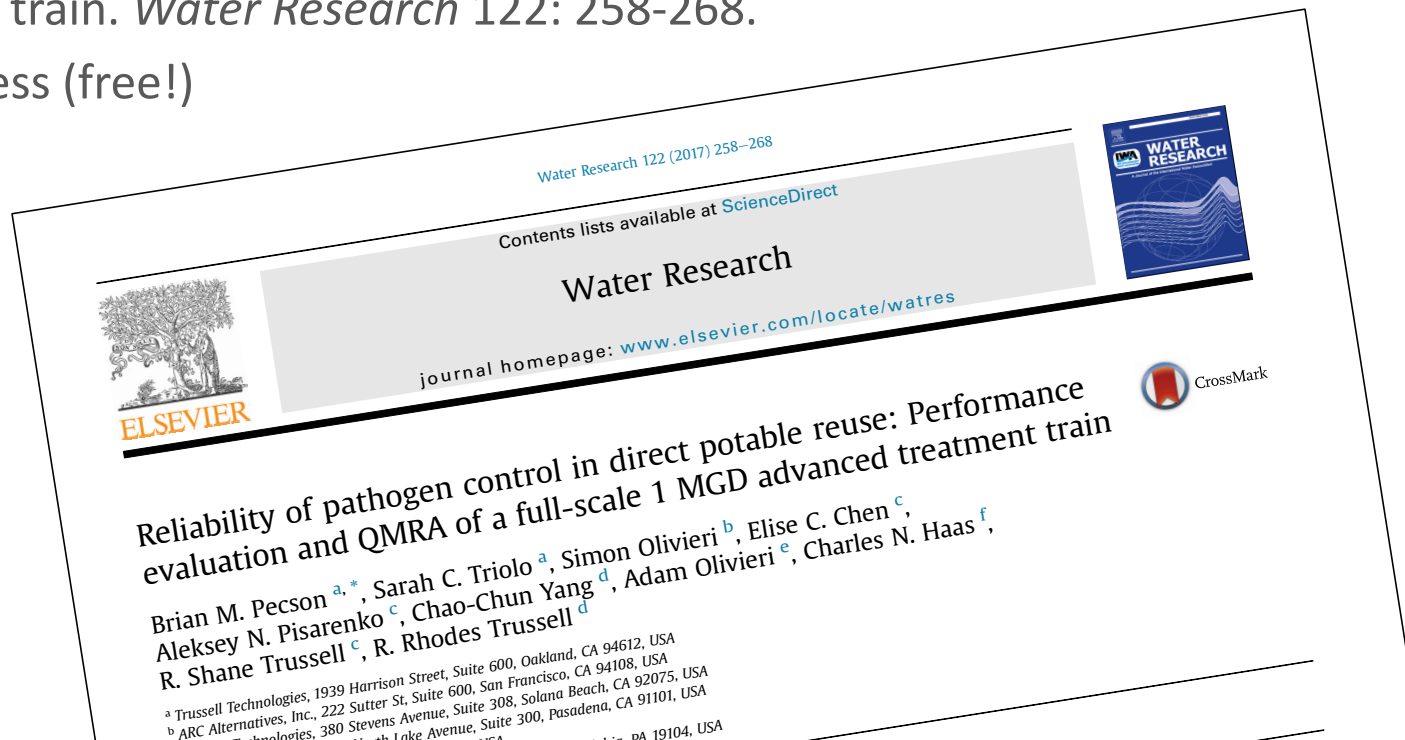 train. Water Research 122: 258-268.
ess (free!)
Water Research 122 (2017) 258–268
Contents lists available at ScienceDirect
Water Research
journal homepage: www.elsevier.com/locate/watres
ELSEVIER
IWA
WATER
RESEARCH
Reliability of pathogen control in direct potable reuse: Performance
evaluation and QMRA of a full-scale 1 MGD advanced treatment train
CrossMark
Brian M. Pecson a, *, Sarah C. Triolo a, Simon Olivieri b, Elise C. Chen c,
Aleksey N. Pisarenko c, Chao-Chun Yang d, Adam Olivieri e, Charles N. Haas f,
R. Shane Trussell c, R. Rhodes Trussell d
a Trussell Technologies, 1939 Harrison Street, Suite 600, Oakland, CA 94612, USA
b ARC Alternatives, Inc., 222 Sutter St, Suite 600, San Francisco, CA 94108, USA
Technologies, 380 Stevens Avenue, Suite 308, Solana Beach, CA 92075, USA
Lake Avenue, Suite 300, Pasadena, CA 91101, USA
USA
PA 19104, USA